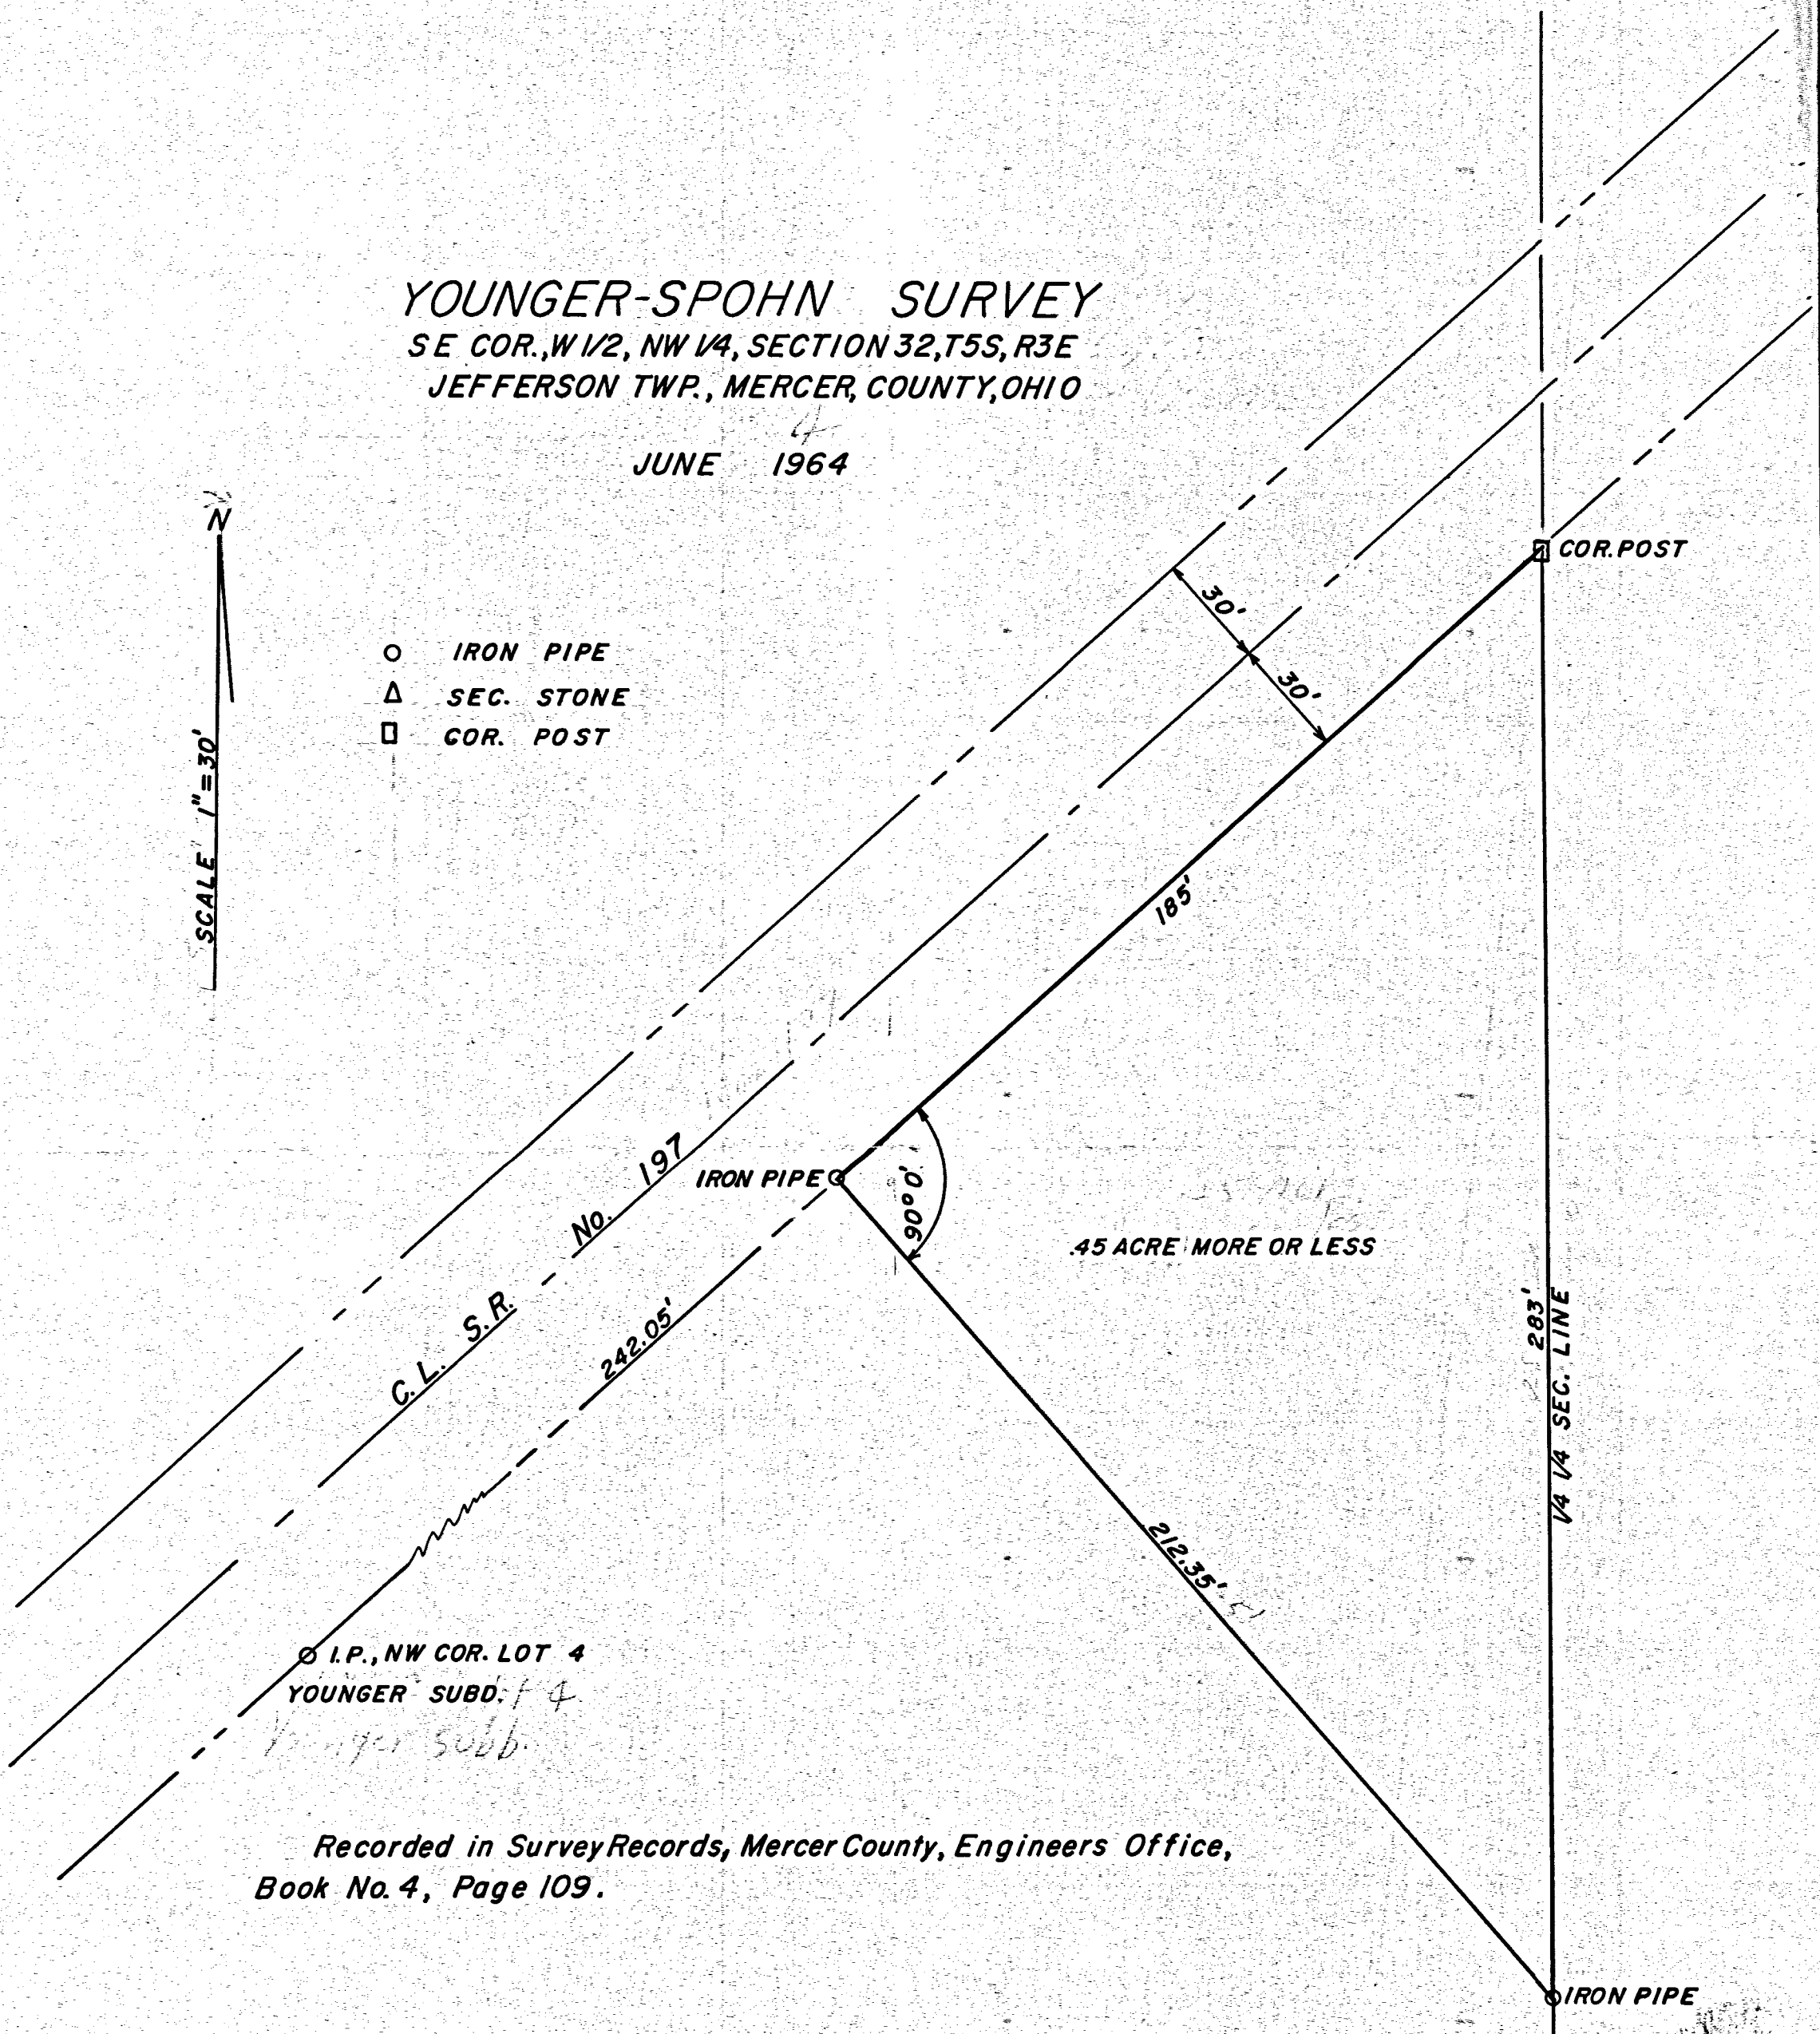 YOUNGER-SPOHN SURVEY
SE COR., W 1/2, NW 1/4, SECTION 32, T5S, R3E
JEFFERSON TWP., MERCER, COUNTY, OHIO
4
JUNE 1964
N
SCALE 1"=30'
IRON PIPE
SEC. STONE
COR. POST
COR. POST
30'
30'
185'
IRON PIPE
90°0'
.45 ACRE MORE OR LESS
C. L. S.R. No. 197
242.05'
283'
1/4 1/4 SEC. LINE
212.35'
I.P., NW COR. LOT 4
YOUNGER SUBD.
4
Younger subb.
Recorded in Survey Records, Mercer County, Engineers Office,
Book No. 4, Page 109.
IRON PIPE